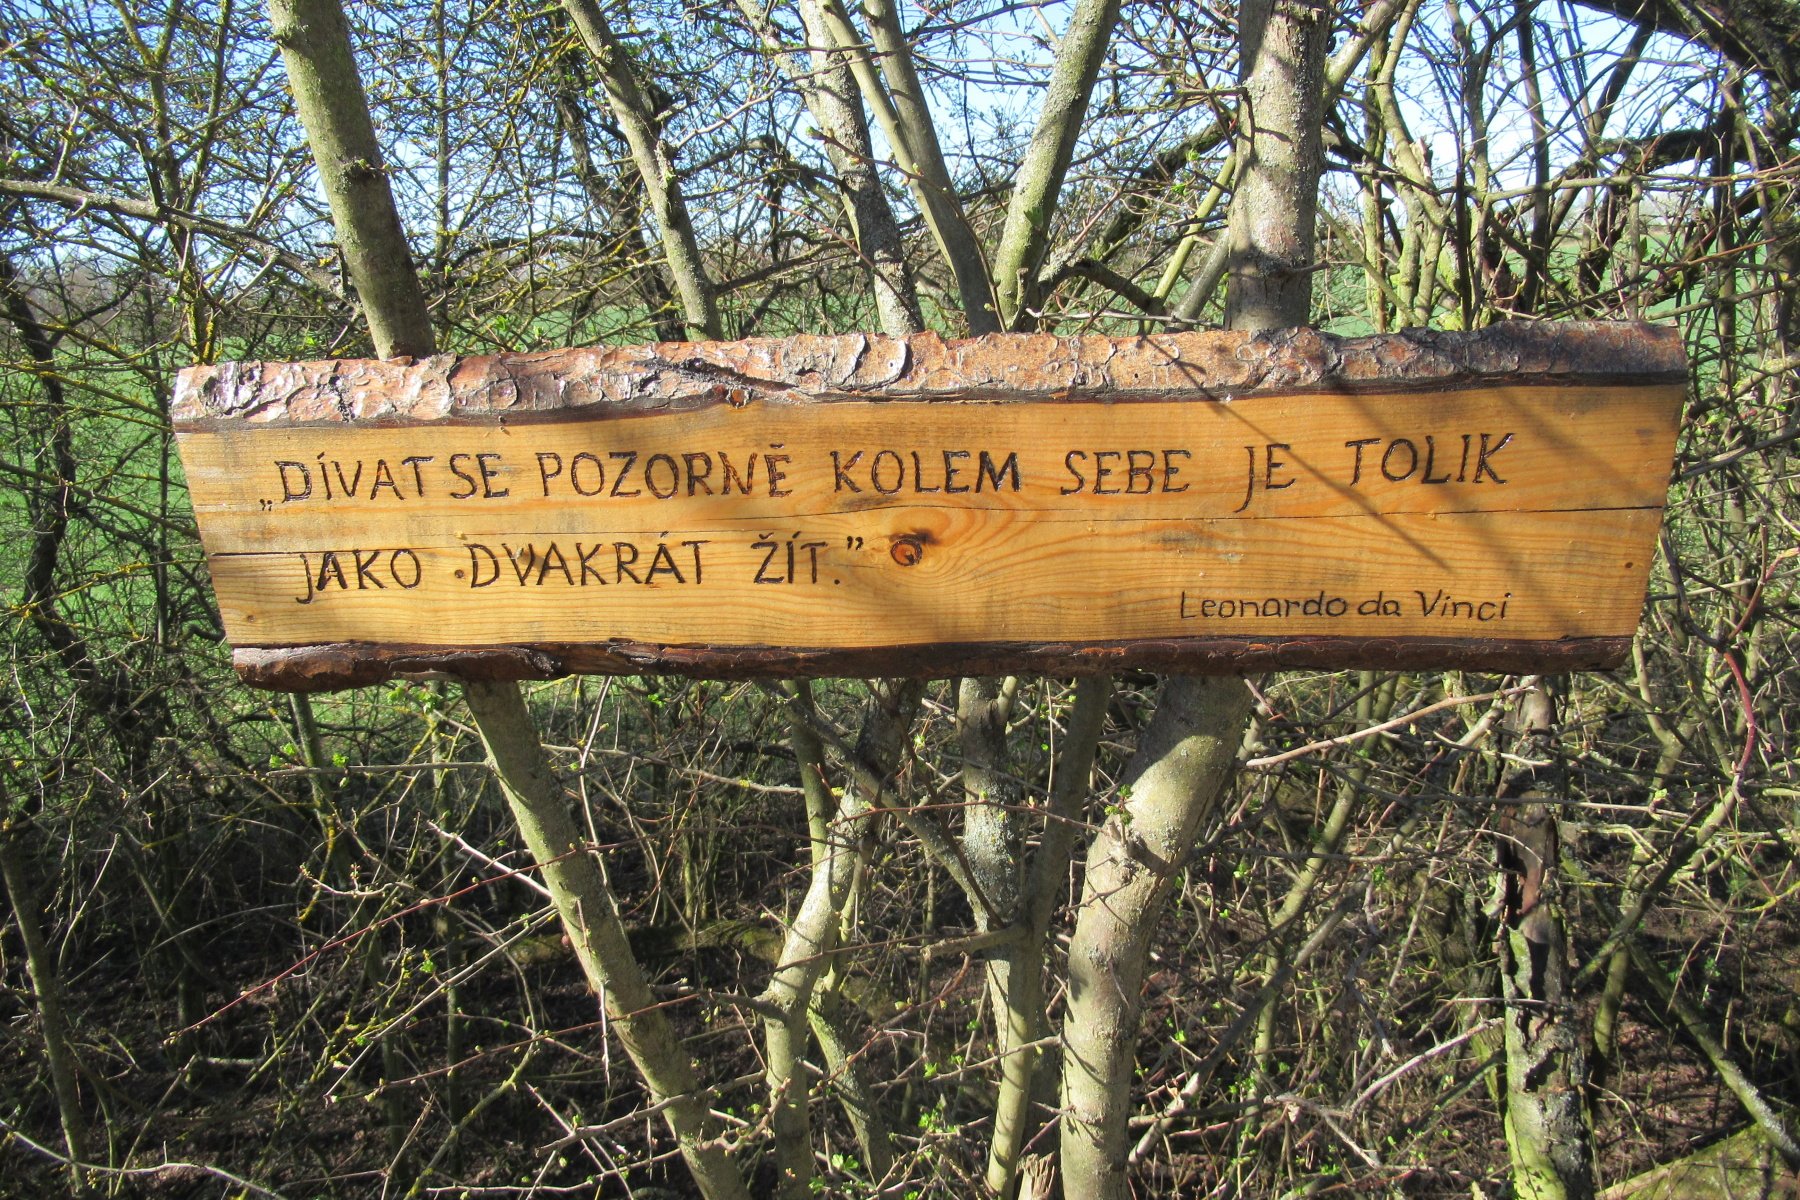 „DÍVAT SE POZORNĚ KOLEM SEBE JE TOLIK
JAKO DVAKRÁT ŽÍT.”
Leonardo da Vinci